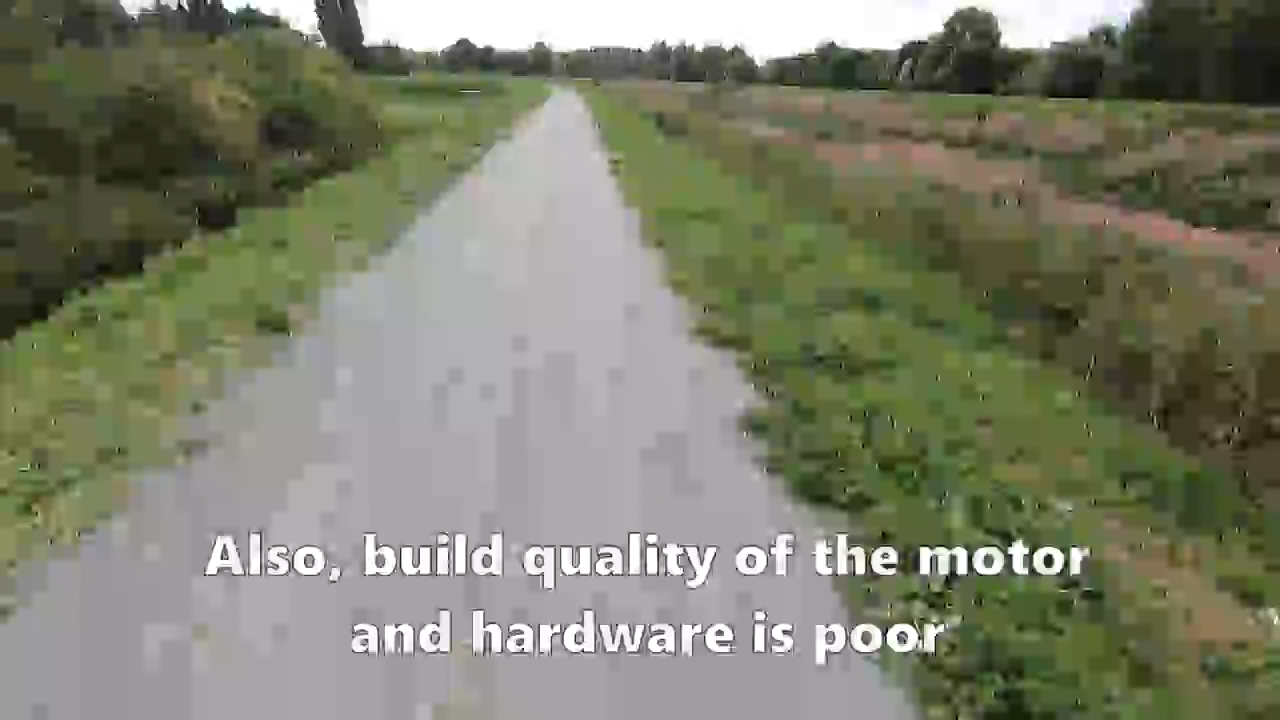 Also, build quality of the motor
and hardware is poor